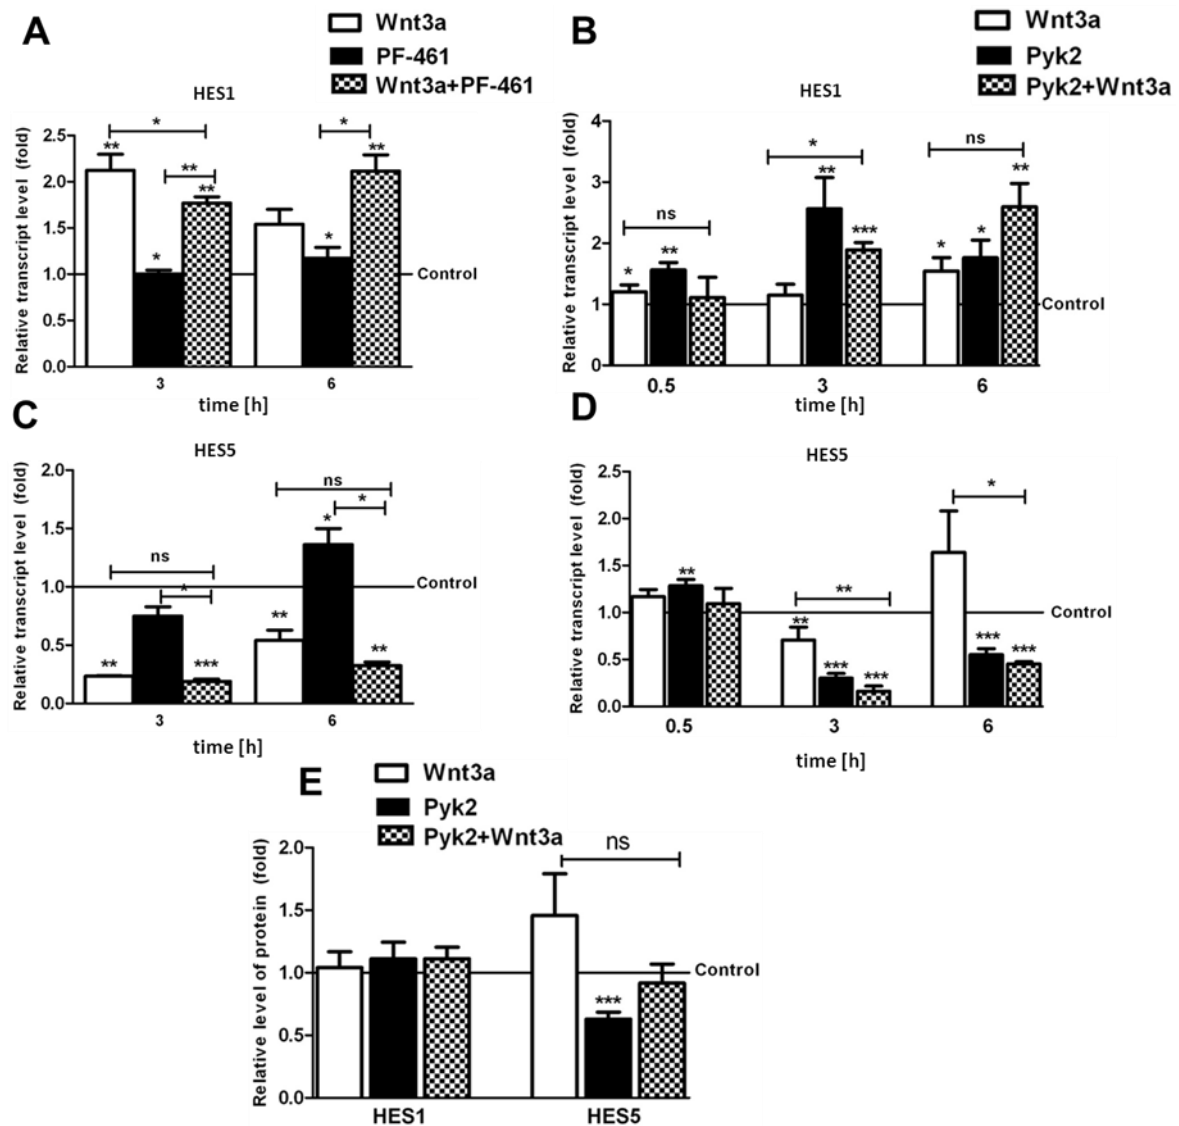 A
Wnt3a
PF-461
Wnt3a+PF-461
HES1
Relative transcript level (fold)
2.5
2.0
1.5
1.0
0.5
0.0
*
**
**
**
*
*
*
**
Control
3
6
time [h]
B
Wnt3a
Pyk2
Pyk2+Wnt3a
HES1
Relative transcript level (fold)
4
3
2
1
0
ns
*
**
*
**
***
ns
*
*
**
Control
0.5
3
6
time [h]
C
HES5
Relative transcript level (fold)
2.0
1.5
1.0
0.5
0.0
ns
*
**
***
ns
*
*
**
**
Control
3
6
time [h]
D
HES5
Relative transcript level (fold)
2.5
2.0
1.5
1.0
0.5
0.0
**
**
**
***
***
*
***
***
Control
0.5
3
6
time [h]
E
Wnt3a
Pyk2
Pyk2+Wnt3a
Relative level of protein (fold)
2.0
1.5
1.0
0.5
0.0
ns
***
Control
HES1
HES5